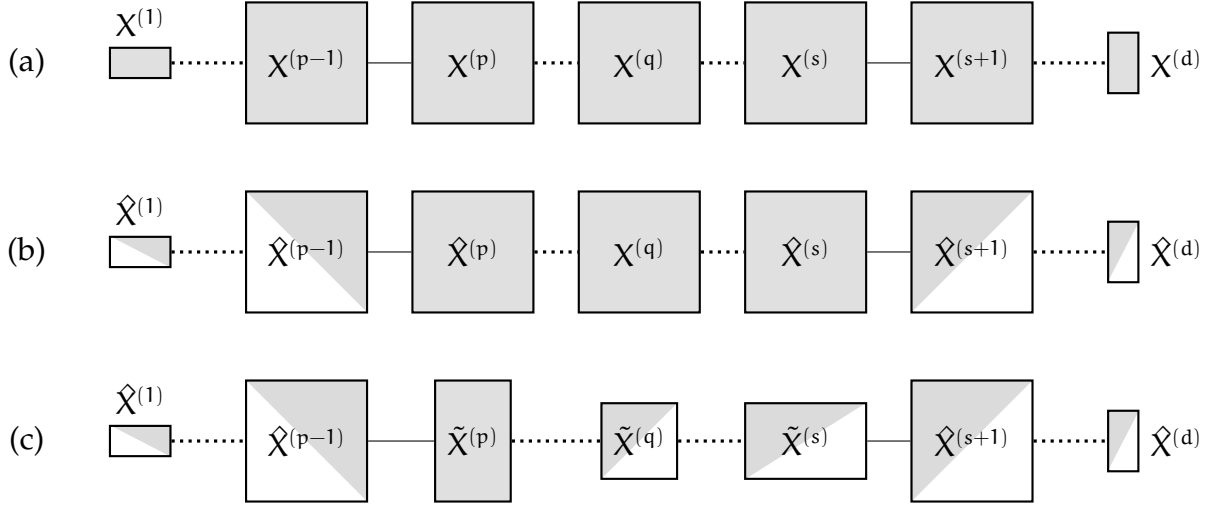 X^(1)
(a) X^(p−1) X^(p) X^(q) X^(s) X^(s+1) X^(d)
X̂^(1)
(b) X̂^(p−1) X̂^(p) X^(q) X̂^(s) X̂^(s+1) X̂^(d)
X̂^(1)
(c) X̂^(p−1) X̃^(p) X̃^(q) X̃^(s) X̂^(s+1) X̂^(d)